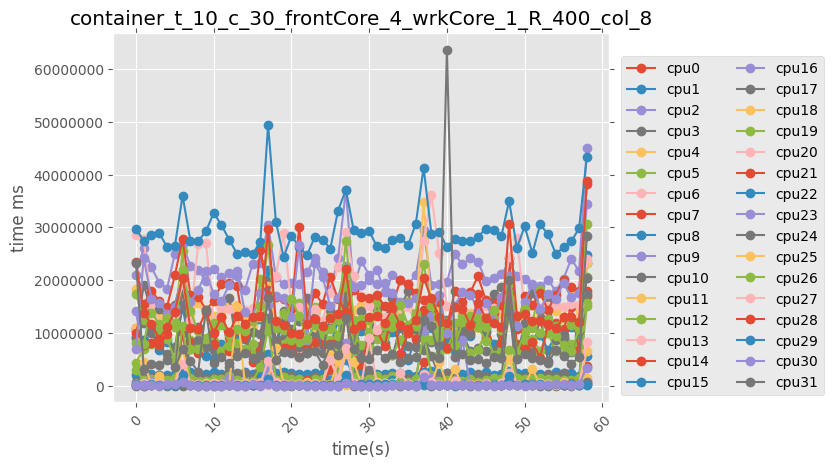 container_t_10_c_30_frontCore_4_wrkCore_1_R_400_col_8
time ms
60000000
50000000
40000000
30000000
20000000
10000000
0
0
10
20
30
40
50
60
time(s)
cpu0
cpu1
cpu2
cpu3
cpu4
cpu5
cpu6
cpu7
cpu8
cpu9
cpu10
cpu11
cpu12
cpu13
cpu14
cpu15
cpu16
cpu17
cpu18
cpu19
cpu20
cpu21
cpu22
cpu23
cpu24
cpu25
cpu26
cpu27
cpu28
cpu29
cpu30
cpu31